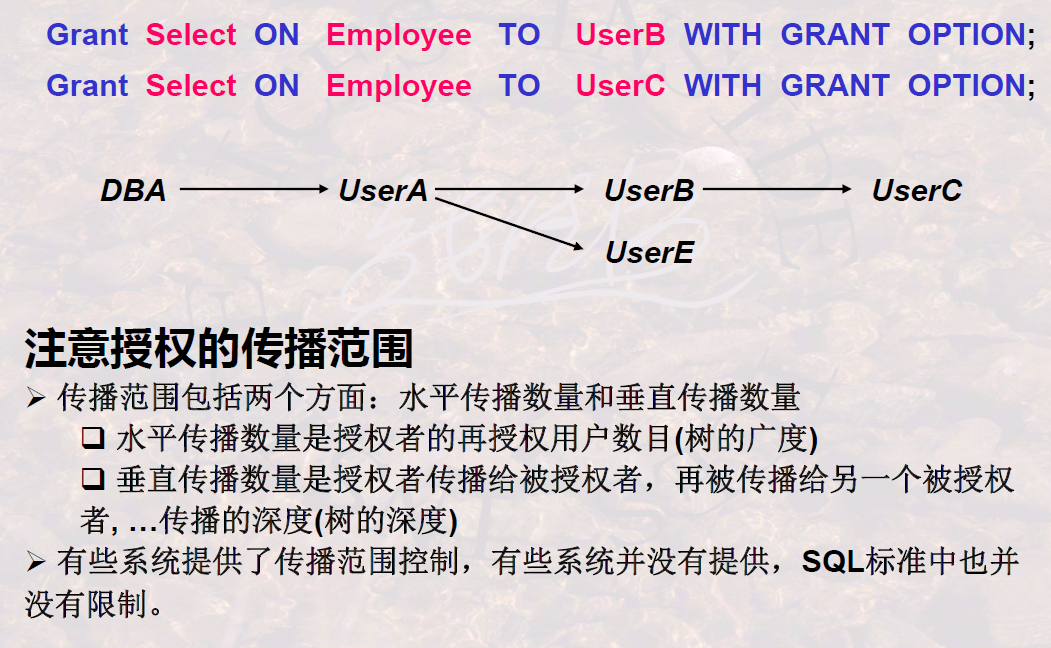 Grant Select ON Employee TO UserB WITH GRANT OPTION;
Grant Select ON Employee TO UserC WITH GRANT OPTION;
DBA UserA UserB UserC
UserE
注意授权的传播范围
➢ 传播范围包括两个方面：水平传播数量和垂直传播数量
❑ 水平传播数量是授权者的再授权用户数目(树的广度)
❑ 垂直传播数量是授权者传播给被授权者，再被传播给另一个被授权
者, …传播的深度(树的深度)
➢ 有些系统提供了传播范围控制，有些系统并没有提供，SQL标准中也并
没有限制。